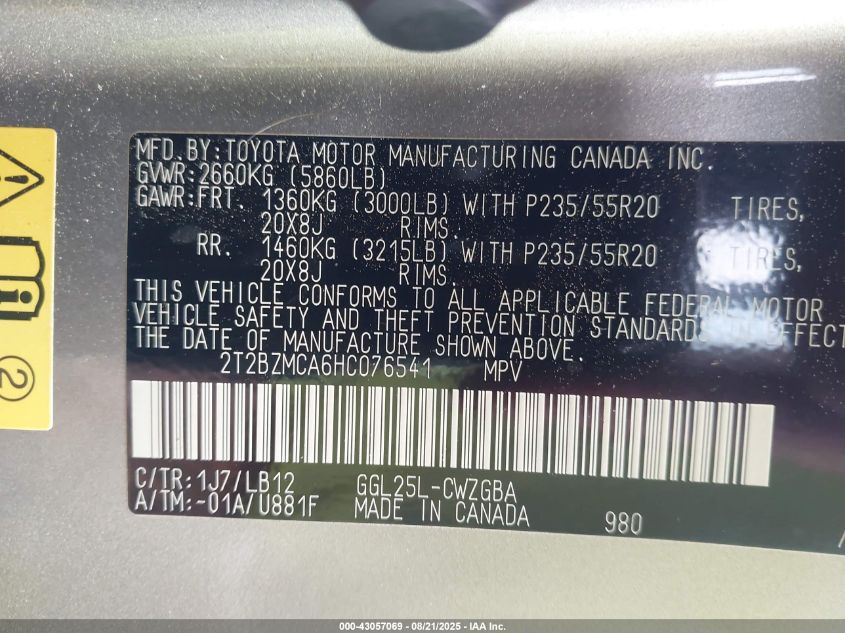 MFD.BY:TOYOTA MOTOR MANUFACTURING CANADA INC.
GVWR:2660KG (5860LB)
GAWR:FRT. 1360KG (3000LB) WITH P235/55R20 TIRES,
20X8J RIMS.
RR. 1460KG (3215LB) WITH P235/55R20 TIRES,
20X8J RIMS.
THIS VEHICLE CONFORMS TO ALL APPLICABLE FEDERAL MOTOR
VEHICLE SAFETY AND THEFT PREVENTION STANDARDS IN EFFECT
THE DATE OF MANUFACTURE SHOWN ABOVE.
2T2BZMCA6HC076541 MPV
C/TR:1J7/LB12 GGL25L-CWZGBA
A/TM:-01A/U881F MADE IN CANADA 980
2
000-43057069 - 08/21/2025 - IAA Inc.